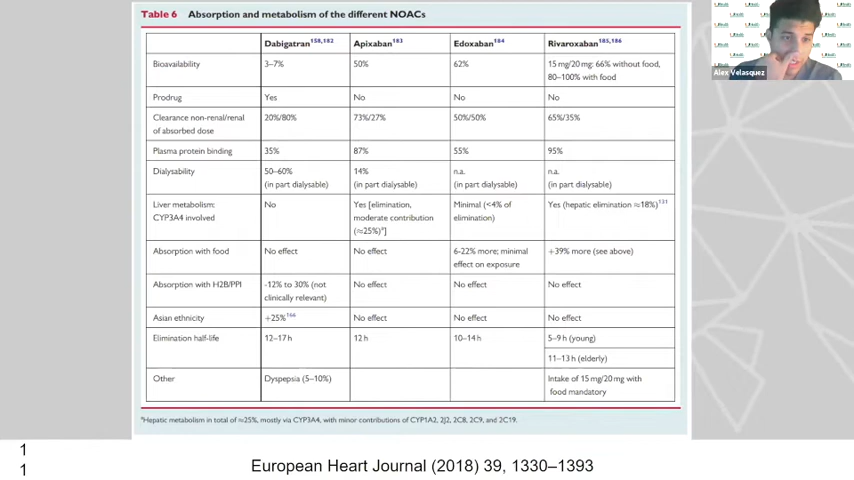 Table 6 Absorption and metabolism of the different NOACs
Dabigatran158,182 Apixaban183 Edoxaban184 Rivaroxaban185,186
Bioavailability 3–7% 50% 62% 15 mg/20 mg: 66% without food,
80–100% with food
Prodrug Yes No No No
Clearance non-renal/renal 20%/80% 73%/27% 50%/50% 65%/35%
of absorbed dose
Plasma protein binding 35% 87% 55% 95%
Dialysability 50–60% 14% n.a. n.a.
(in part dialysable) (in part dialysable) (in part dialysable) (in part dialysable)
Liver metabolism: No Yes [elimination, Minimal (<4% of Yes (hepatic elimination ≈18%)131
CYP3A4 involved moderate contribution elimination)
(≈25%)a]
Absorption with food No effect No effect 6-22% more; minimal +39% more (see above)
effect on exposure
Absorption with H2B/PPI -12% to 30% (not No effect No effect No effect
clinically relevant)
Asian ethnicity +25%166 No effect No effect No effect
Elimination half-life 12–17 h 12 h 10–14 h 5–9 h (young)
11–13 h (elderly)
Other Dyspepsia (5–10%) Intake of 15 mg/20 mg with
food mandatory
aHepatic metabolism in total of ≈25%, mostly via CYP3A4, with minor contributions of CYP1A2, 2J2, 2C8, 2C9, and 2C19.
Alex Velasquez
1
1
European Heart Journal (2018) 39, 1330–1393